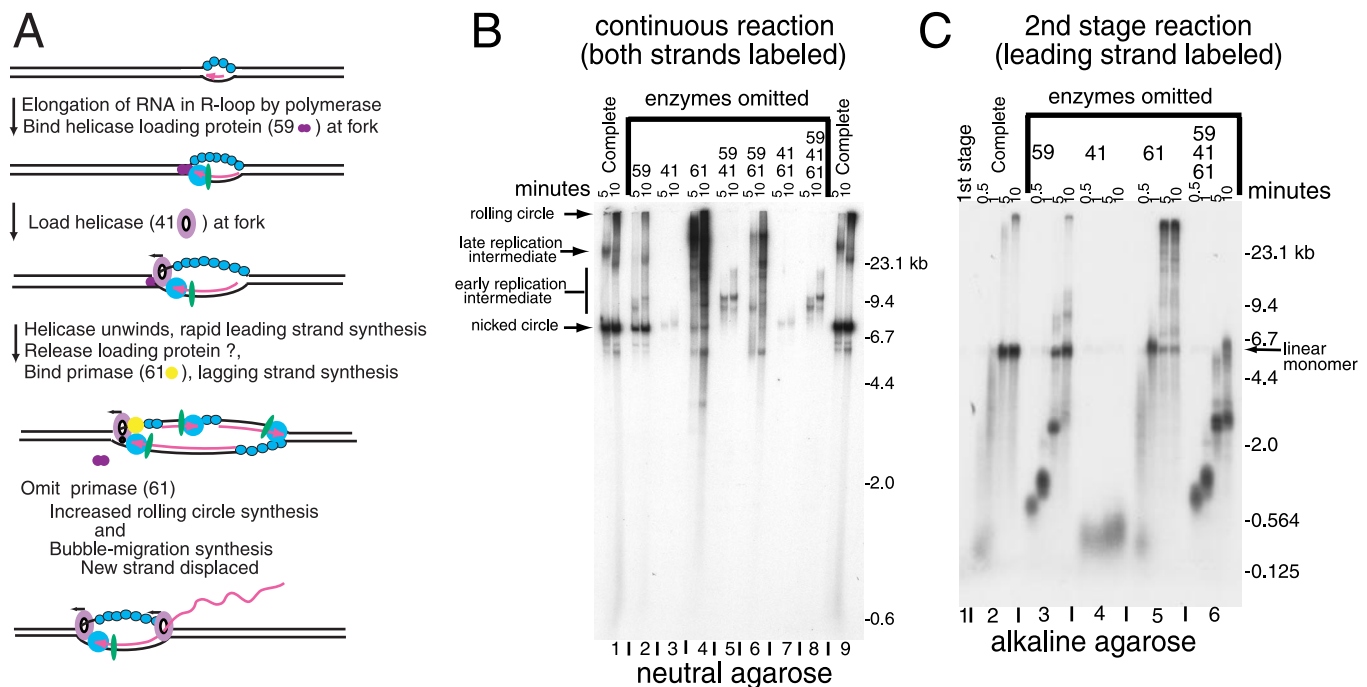 A
Elongation of RNA in R-loop by polymerase
Bind helicase loading protein (59 ) at fork
Load helicase (41 ) at fork
Helicase unwinds, rapid leading strand synthesis
Release loading protein ?,
Bind primase (61 ), lagging strand synthesis
Omit primase (61)
Increased rolling circle synthesis
and
Bubble-migration synthesis
New strand displaced
B
continuous reaction
(both strands labeled)
enzymes omitted
Complete
Complete
59 41 61 59 41 59 61 41 61 59 41 61
minutes 5 10 5 10 5 10 5 10 5 10 5 10 5 10 5 10 5 10
rolling circle
late replication
intermediate
early replication
intermediate
nicked circle
-23.1 kb
-9.4
-6.7
-4.4
-2.0
-0.6
1 2 3 4 5 6 7 8 9
neutral agarose
C
2nd stage reaction
(leading strand labeled)
enzymes omitted
1st stage
Complete
59 41 61 59 41 61
0.5 1 5 10 0.5 1 5 10 0.5 1 5 10 0.5 1 5 10 0.5 1 5 10 minutes
-23.1 kb
-9.4
-6.7
linear
monomer
-4.4
-2.0
-0.564
-0.125
1 2 3 4 5 6
alkaline agarose